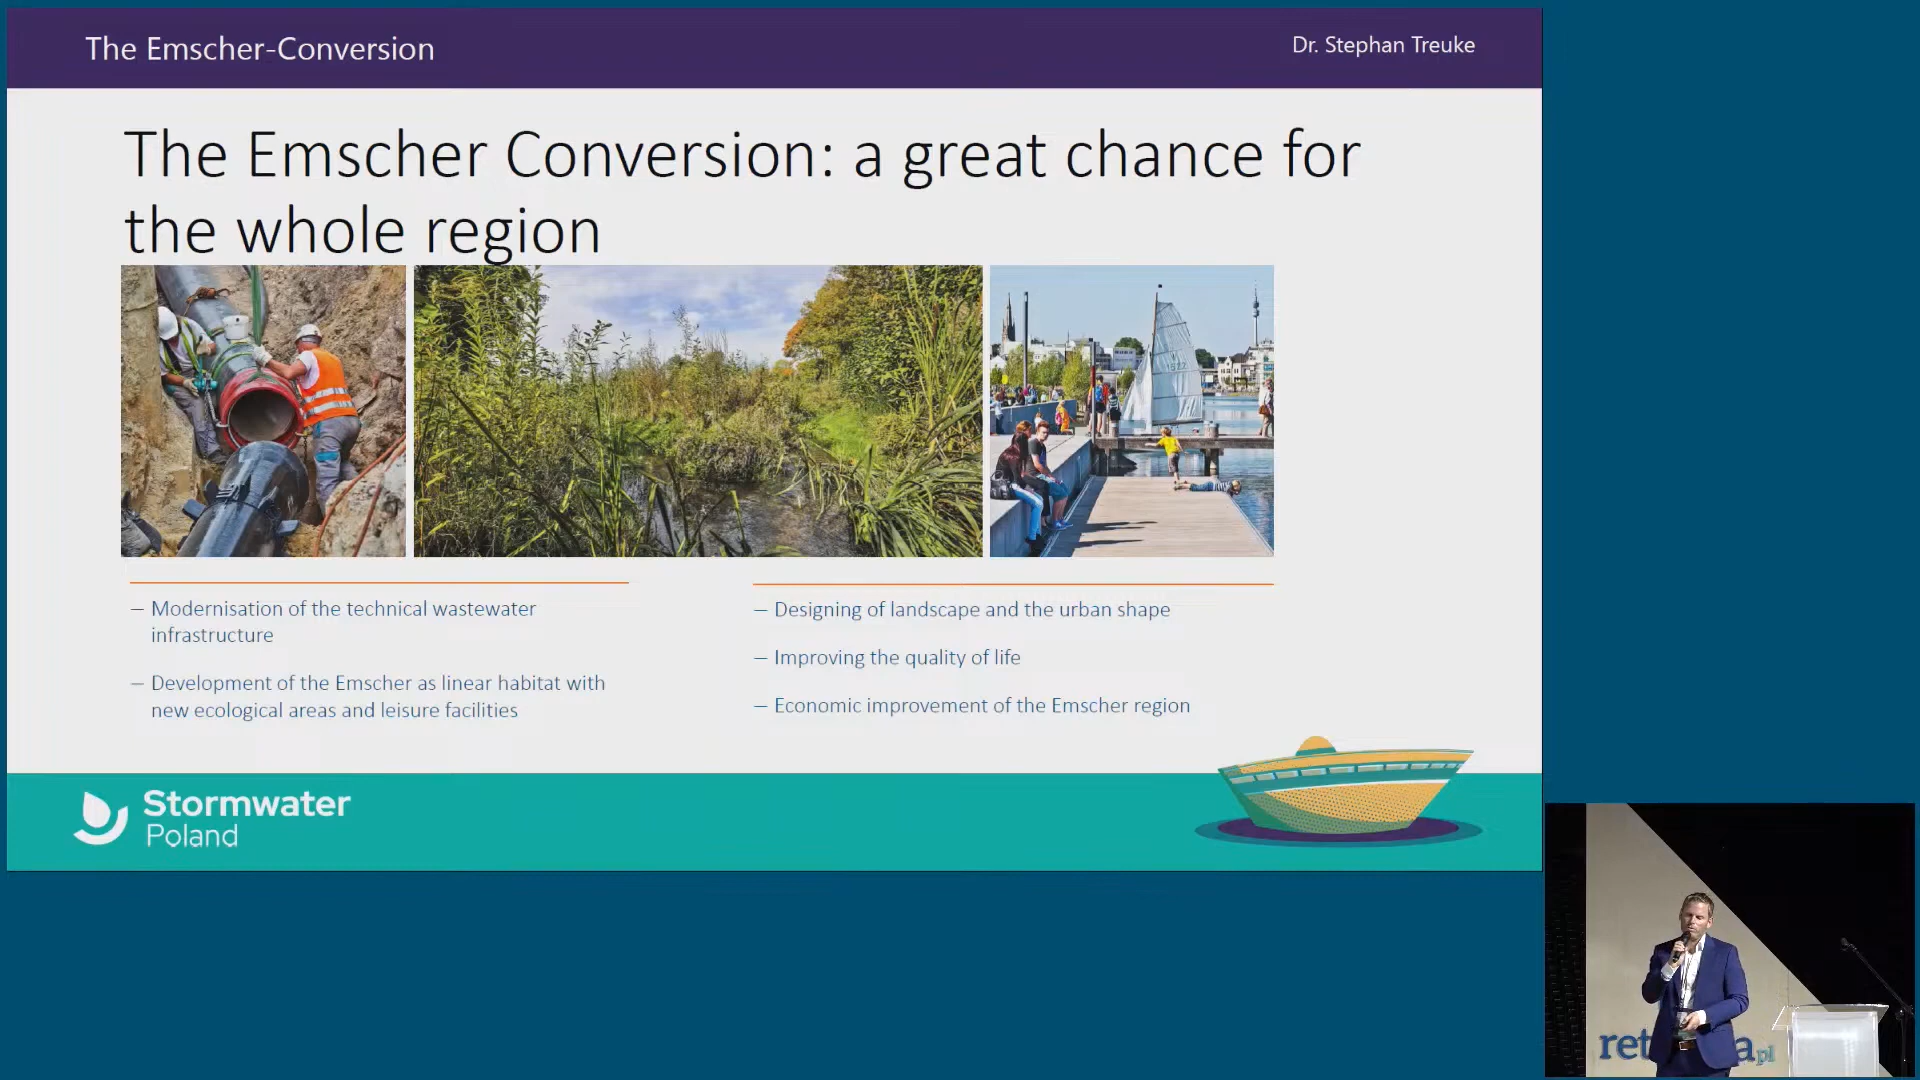 The Emscher-Conversion
Dr. Stephan Treuke
The Emscher Conversion: a great chance for
the whole region
— Modernisation of the technical wastewater
infrastructure
— Development of the Emscher as linear habitat with
new ecological areas and leisure facilities
— Designing of landscape and the urban shape
— Improving the quality of life
— Economic improvement of the Emscher region
Stormwater
Poland